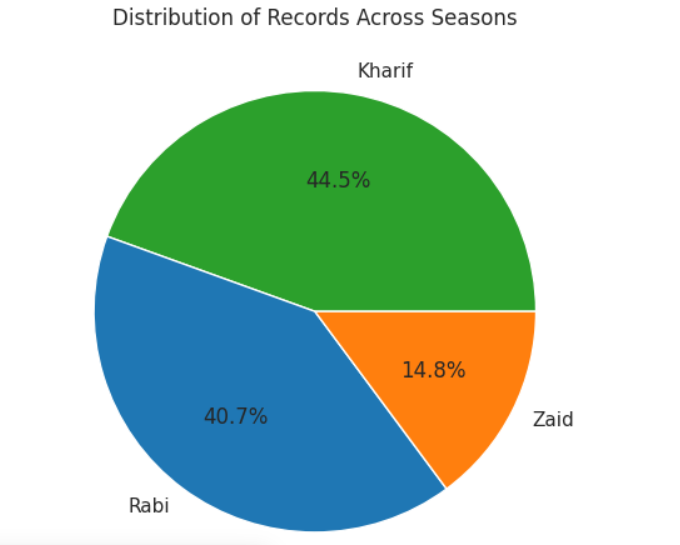 Distribution of Records Across Seasons
Kharif
44.5%
14.8%
40.7%
Zaid
Rabi